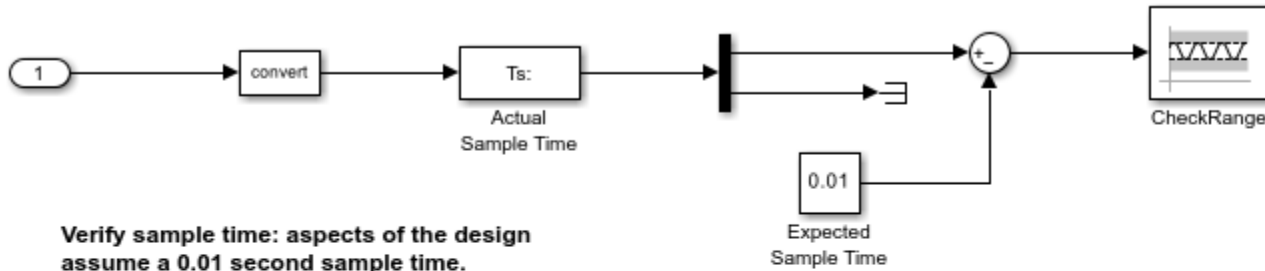 1
convert
Ts:
Actual
Sample Time
+
_
CheckRange
0.01
Expected
Sample Time
Verify sample time: aspects of the design
assume a 0.01 second sample time.